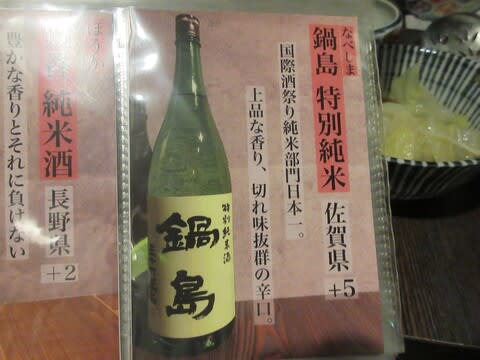 なべしま
鍋島 特別純米 佐賀県 +5
国際酒祭り純米部門日本一。
上品な香り、切れ味抜群の辛口。
特別純米酒
鍋島
純米酒 長野県 +2
豊かな香りとそれに負けない